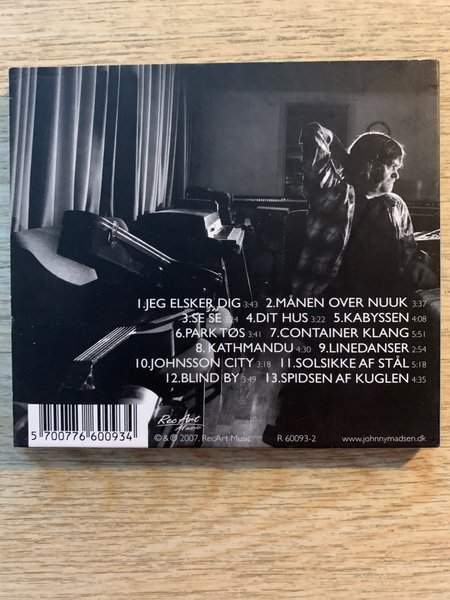 1.JEG ELSKER DIG 3:43 2.MÅNEN OVER NUUK 3:37
3.SE SE 3:24 4.DIT HUS 3:22 5.KABYSSEN 4:08
6.PARK TØS 3:41 7.CONTAINER KLANG 5:51
8. KATHMANDU 4:30 9.LINEDANSER 2:54
10.JOHNSSON CITY 2:40 11.SOLSIKKE AF STÅL 5:18
12.BLIND BY 3:49 13.SPIDSEN AF KUGLEN 4:35
5 700776 600934
RecArt Music
℗ & © 2007, RecArt Music R 60093-2 www.johnnymadsen.dk